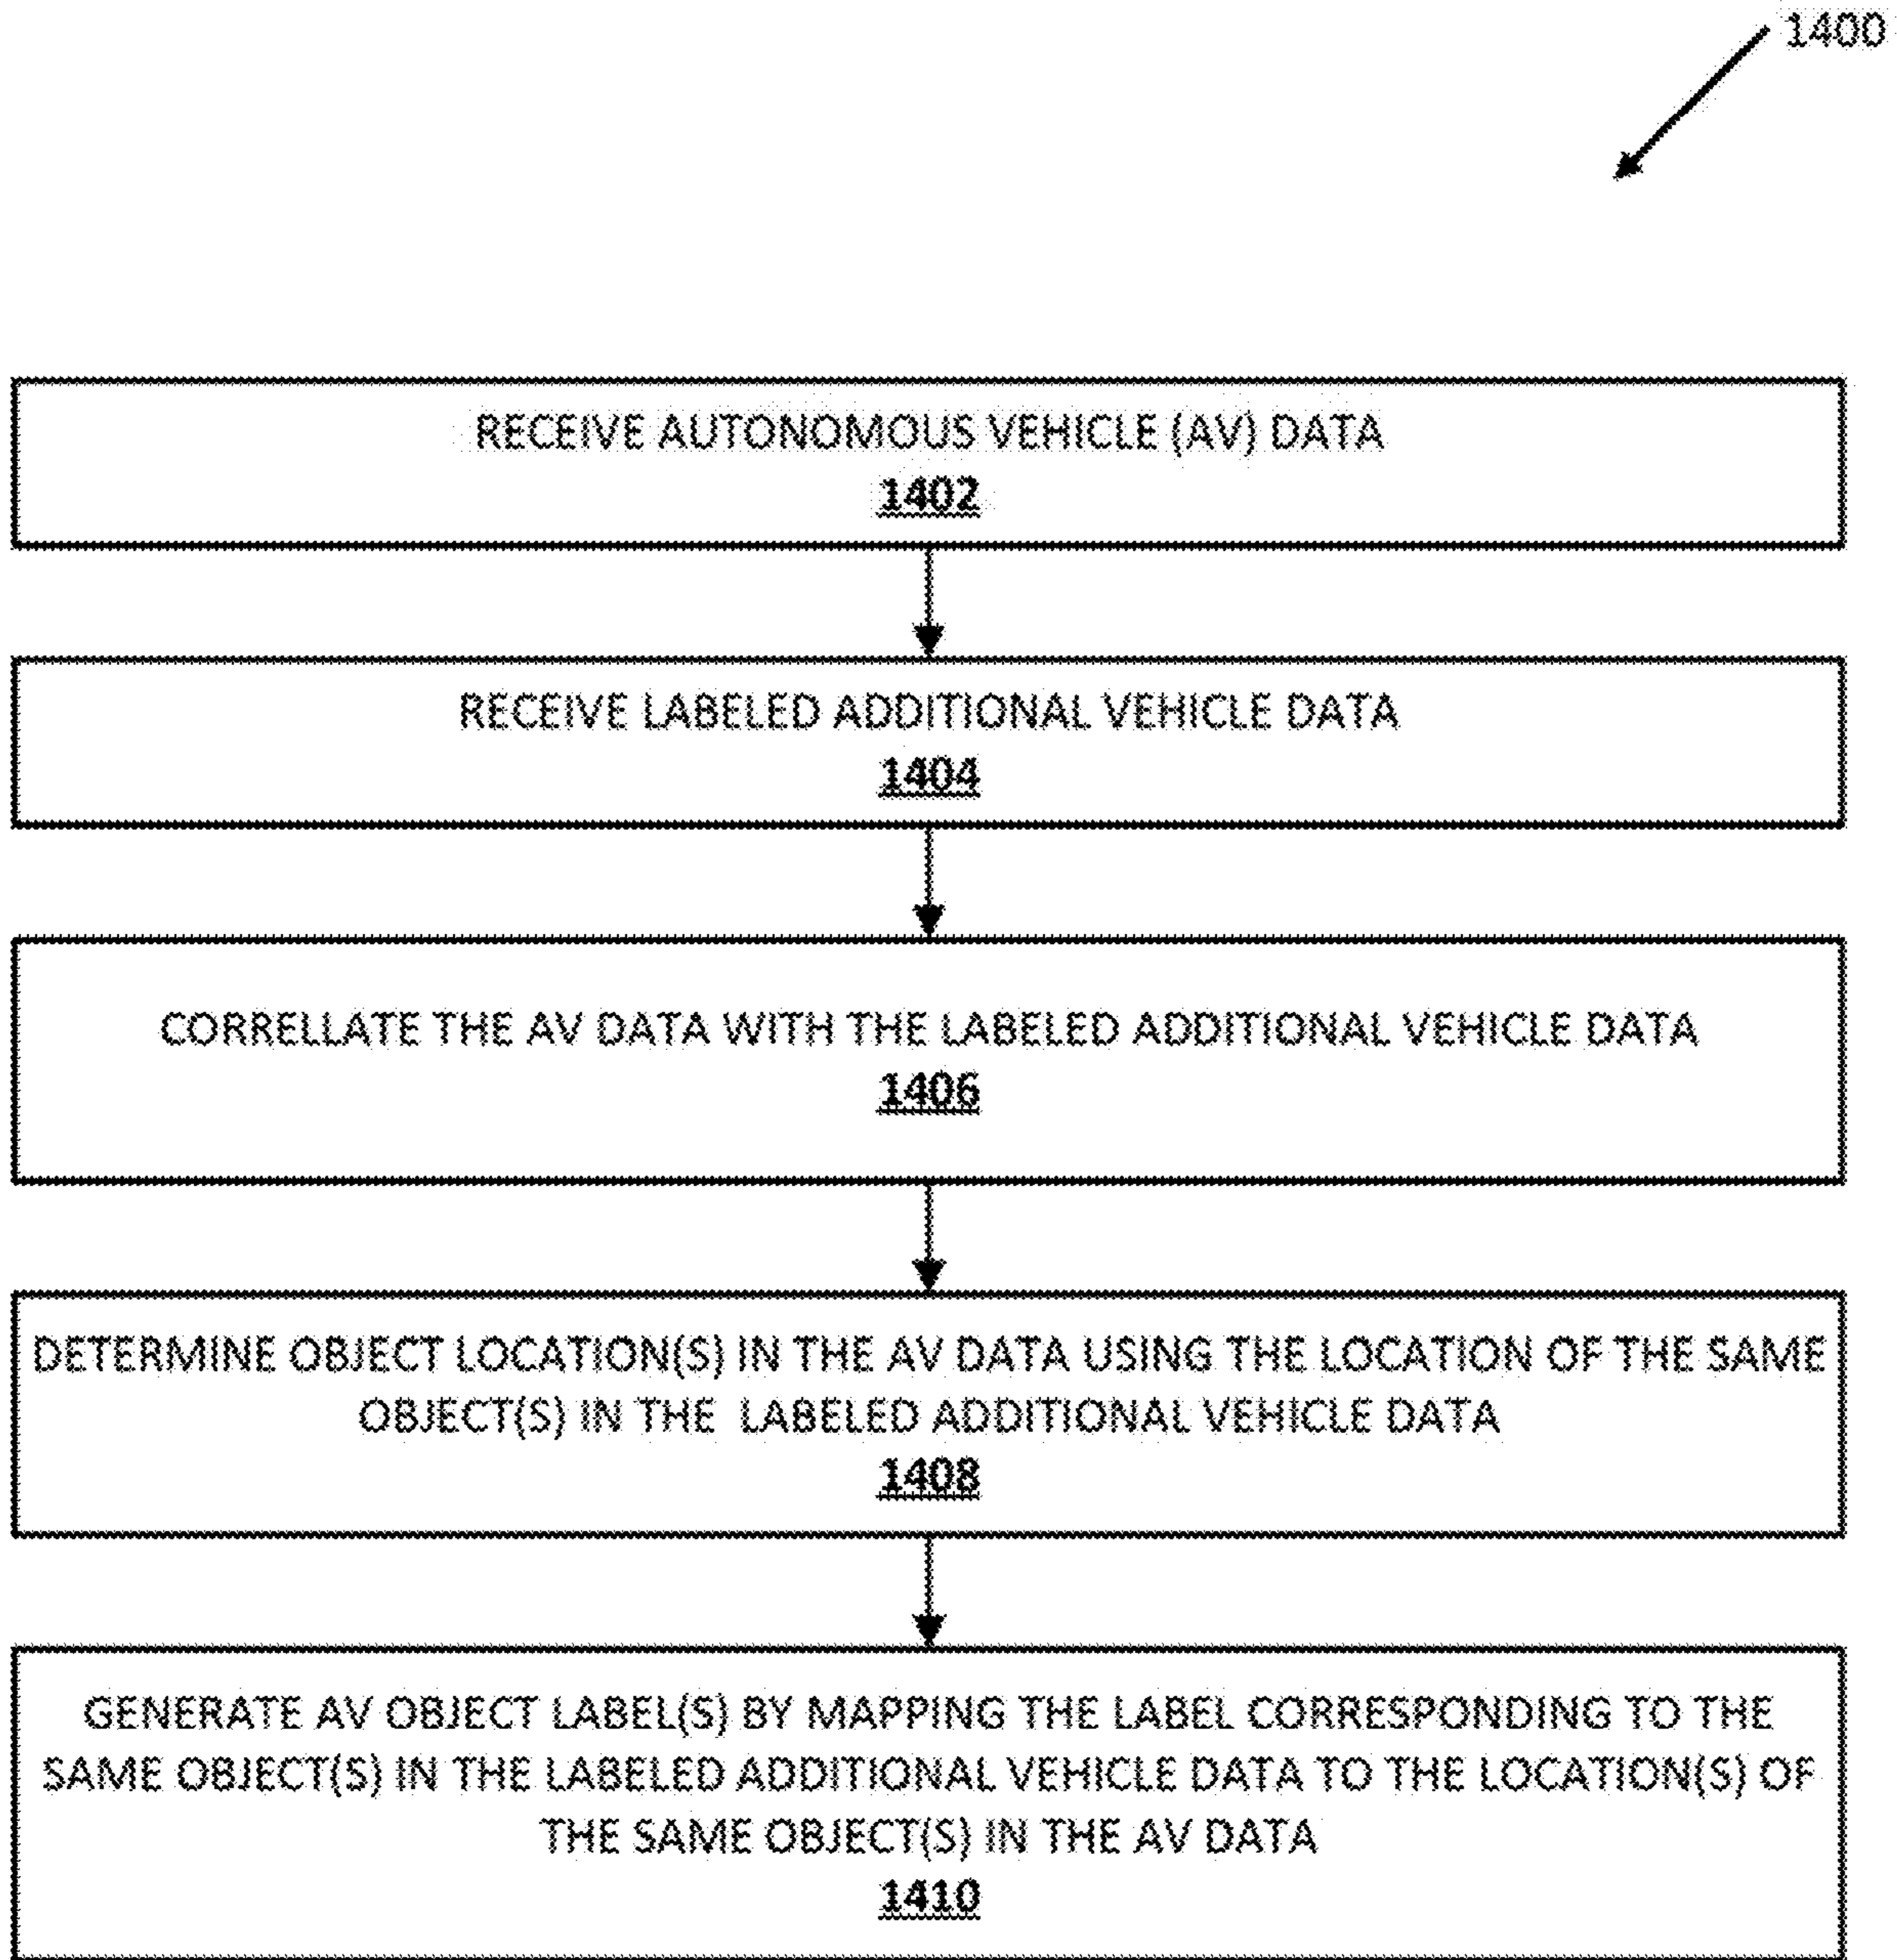 1400
RECEIVE AUTONOMOUS VEHICLE (AV) DATA
1402
RECEIVE LABELED ADDITIONAL VEHICLE DATA
1404
CORRELLATE THE AV DATA WITH THE LABELED ADDITIONAL VEHICLE DATA
1406
DETERMINE OBJECT LOCATION(S) IN THE AV DATA USING THE LOCATION OF THE SAME
OBJECT(S) IN THE LABELED ADDITIONAL VEHICLE DATA
1408
GENERATE AV OBJECT LABEL(S) BY MAPPING THE LABEL CORRESPONDING TO THE
SAME OBJECT(S) IN THE LABELED ADDITIONAL VEHICLE DATA TO THE LOCATION(S) OF
THE SAME OBJECT(S) IN THE AV DATA
1410